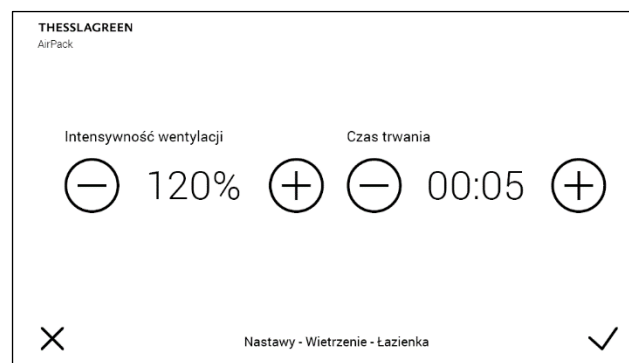 THESSLAGREEN
AirPack
Intensywność wentylacji
Czas trwania
120%
00:05
Nastawy - Wietrzenie - Łazienka